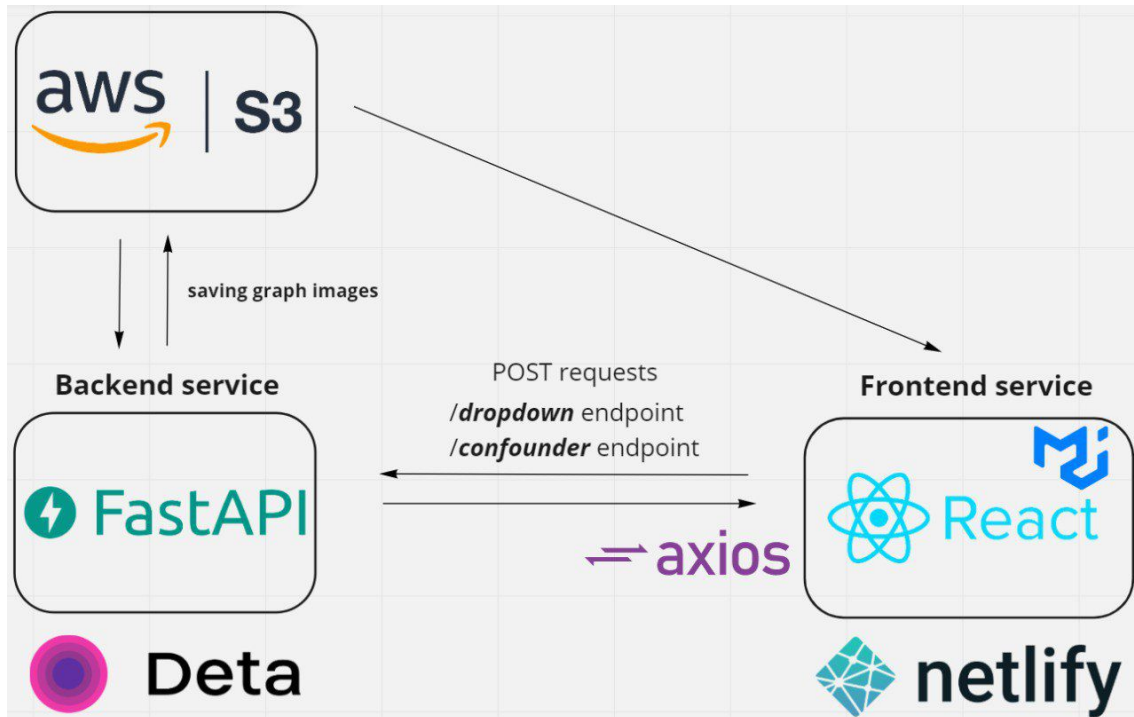 aws | S3
saving graph images
Backend service
POST requests
/dropdown endpoint
/confounder endpoint
Frontend service
FastAPI
axios
React
Deta
netlify